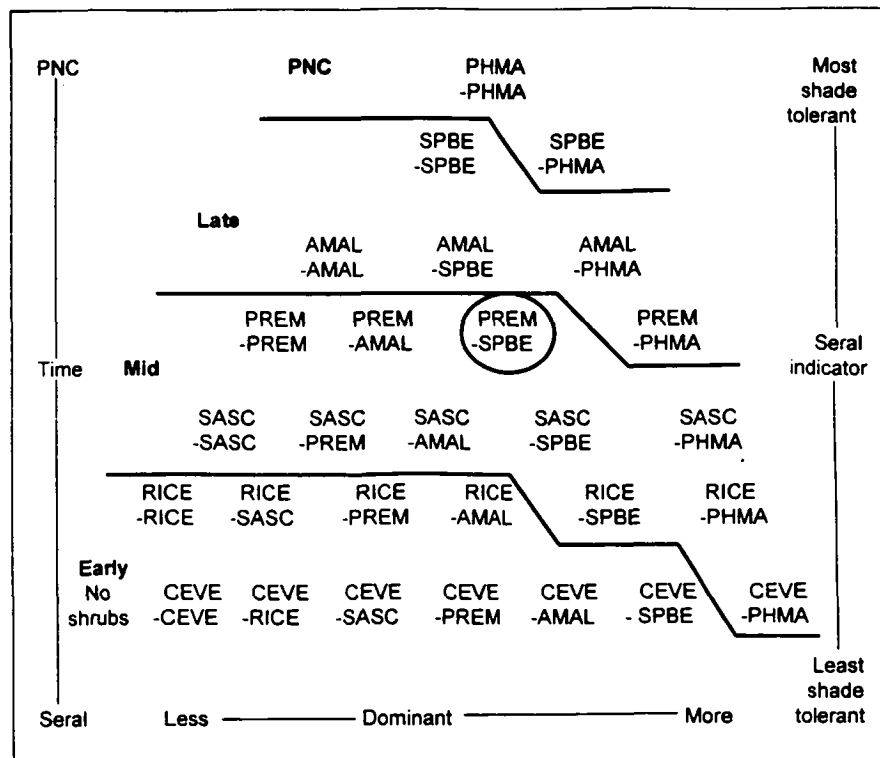 PNC PNC PHMA Most
-PHMA shade
tolerant
SPBE SPBE
-SPBE -PHMA
Late
AMAL AMAL AMAL
-AMAL -SPBE -PHMA
PREM PREM PREM PREM Seral
-PREM -AMAL -SPBE -PHMA indicator
Time Mid
SASC SASC SASC SASC SASC
-SASC -PREM -AMAL -SPBE -PHMA
RICE RICE RICE RICE RICE RICE
-RICE -SASC -PREM -AMAL -SPBE -PHMA
Early
No CEVE CEVE CEVE CEVE CEVE CEVE CEVE
shrubs -CEVE -RICE -SASC -PREM -AMAL - SPBE -PHMA
Least
shade
Seral Less Dominant More tolerant